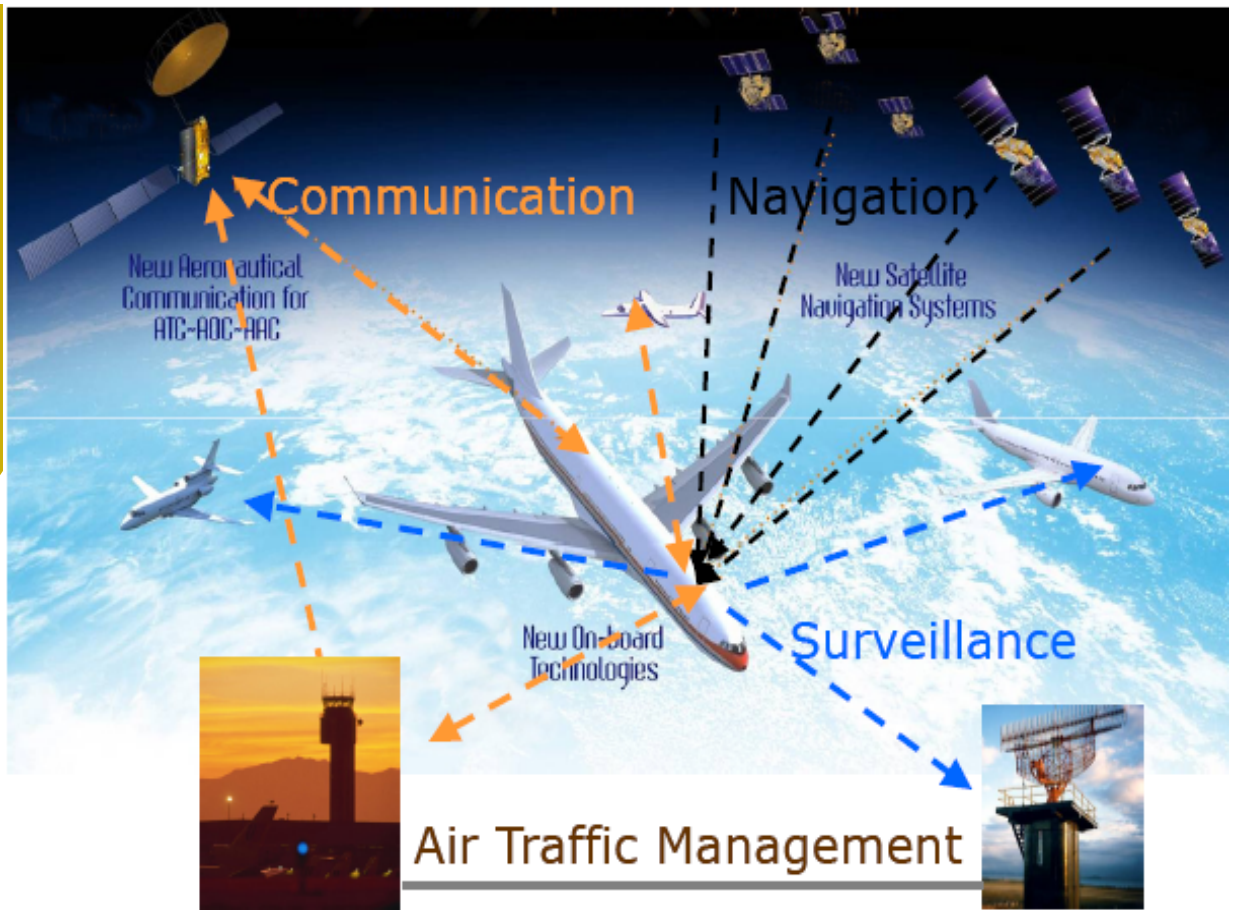 Communication
Navigation
New Aeronautical
Communication for
ATC-AOC-AAC
New Satellite
Navigation Systems
New On-board
Technologies
Surveillance
Air Traffic Management